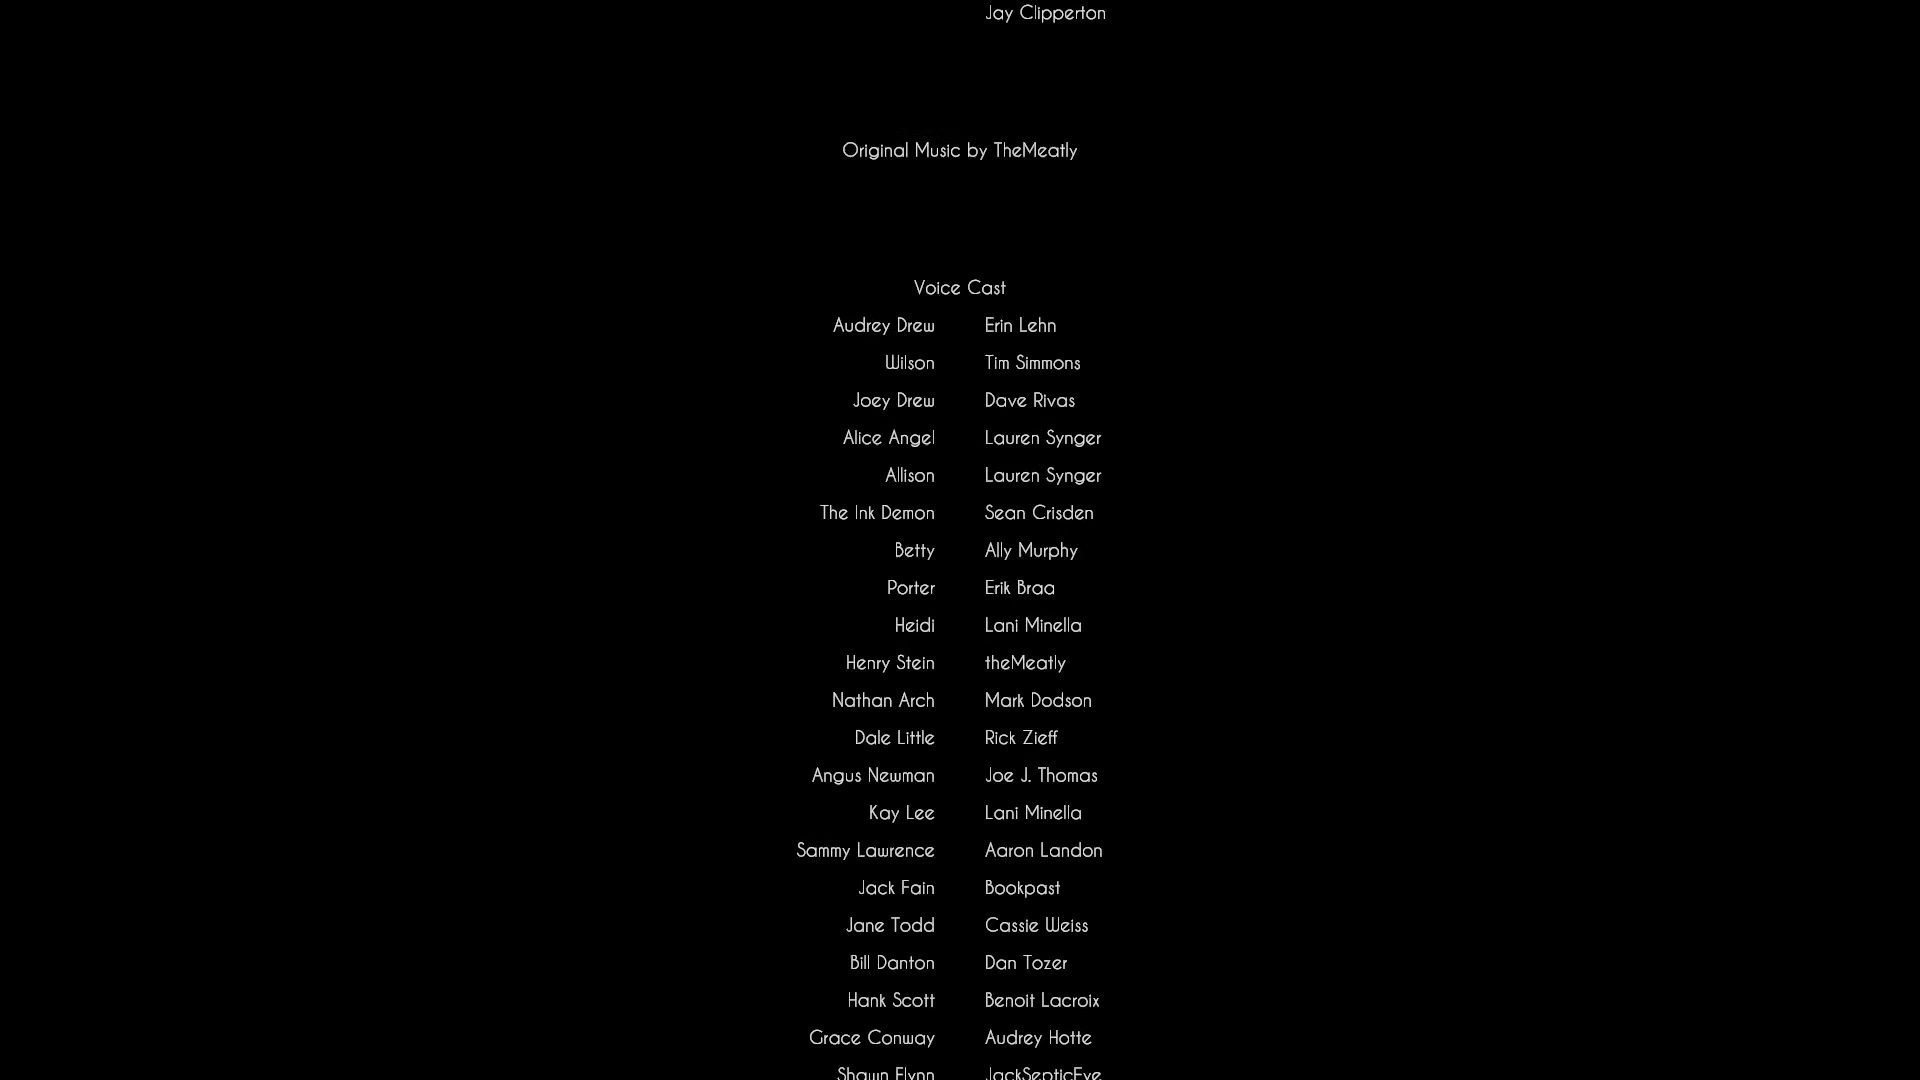 Jay Clipperton
Original Music by TheMeatly
Voice Cast
Audrey Drew Erin Lehn
Wilson Tim Simmons
Joey Drew Dave Rivas
Alice Angel Lauren Synger
Allison Lauren Synger
The Ink Demon Sean Crisden
Betty Ally Murphy
Porter Erik Braa
Heidi Lani Minella
Henry Stein theMeatly
Nathan Arch Mark Dodson
Dale Little Rick Zieff
Angus Newman Joe J. Thomas
Kay Lee Lani Minella
Sammy Lawrence Aaron Landon
Jack Fain Bookpast
Jane Todd Cassie Weiss
Bill Danton Dan Tozer
Hank Scott Benoit Lacroix
Grace Conway Audrey Hotte
Shawn Flynn JackSepticEye